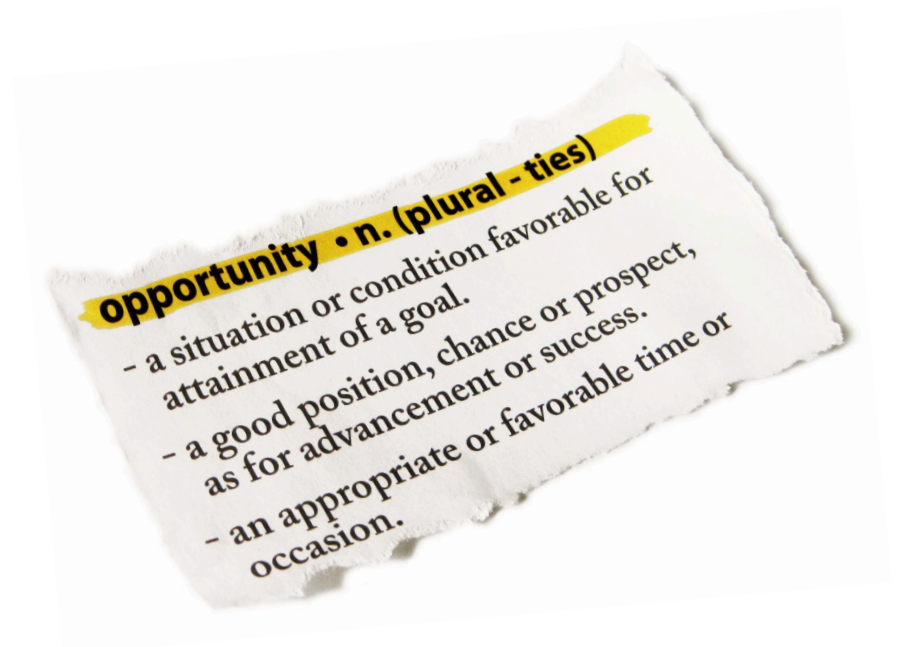 opportunity • n. (plural - ties)
- a situation or condition favorable for
attainment of a goal.
- a good position, chance or prospect,
as for advancement or success.
- an appropriate or favorable time or
occasion.